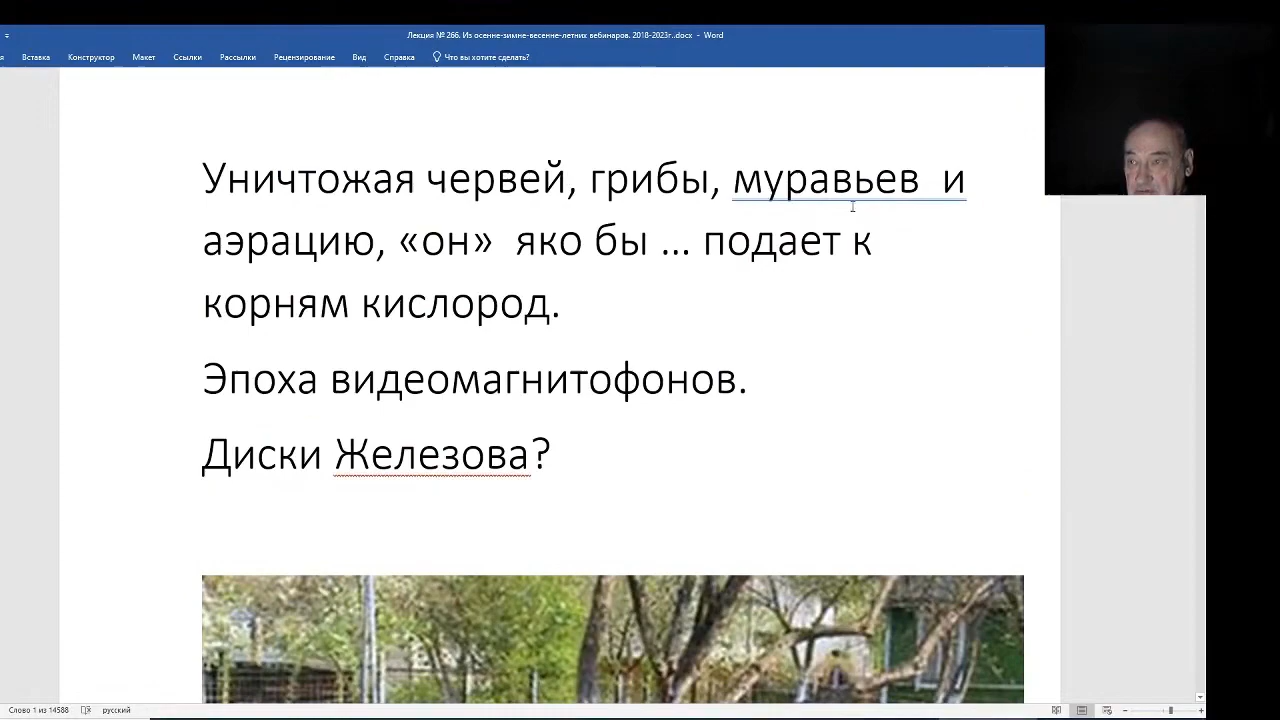 Лекция № 266. Из осенне-зимне-весенне-летних вебинаров. 2018-2023г..docx - Word
я Вставка Конструктор Макет Ссылки Рассылки Рецензирование Вид Справка Что вы хотите сделать?
Уничтожая червей, грибы, муравьев и
аэрацию, «он» яко бы ... подает к
корням кислород.
Эпоха видеомагнитофонов.
Диски Железова?
Слово 1 из 14588 русский